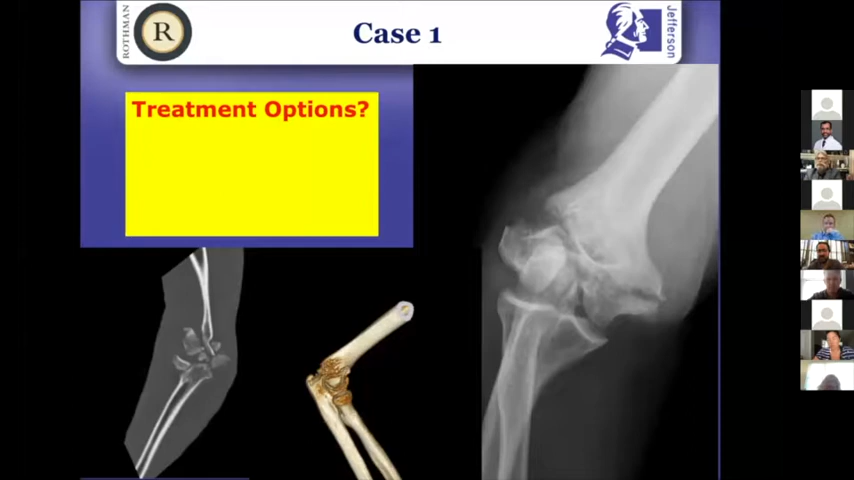 ROTHMAN
R
Case 1
Jefferson
Treatment Options?